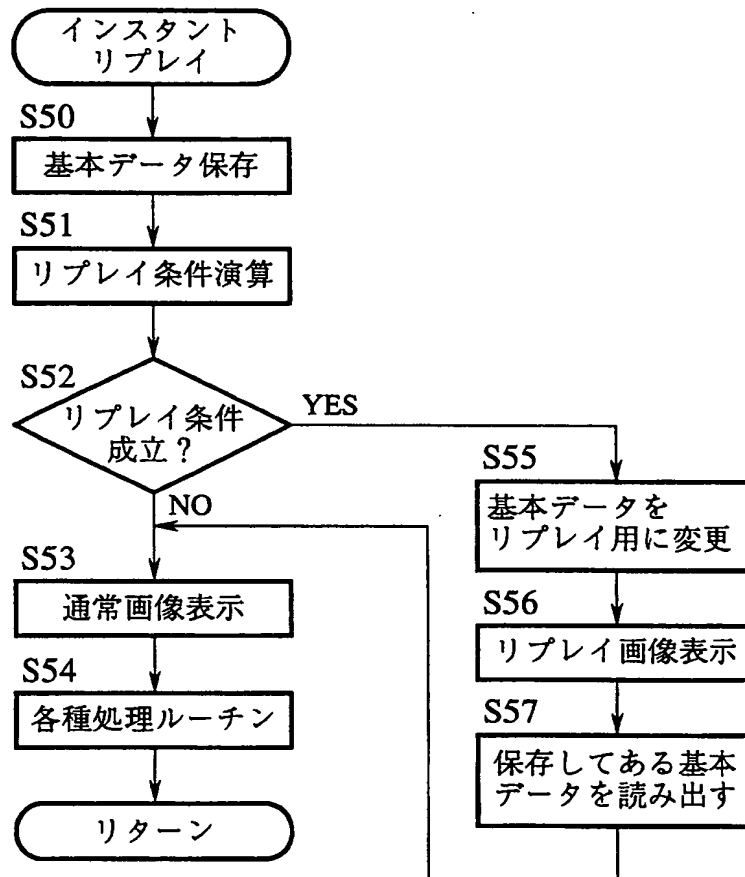 インスタント
リプレイ
S50
基本データ保存
S51
リプレイ条件演算
S52
リプレイ条件
成立?
YES
NO
S53
通常画像表示
S54
各種処理ルーチン
リターン
S55
基本データを
リプレイ用に変更
S56
リプレイ画像表示
S57
保存してある基本
データを読み出す